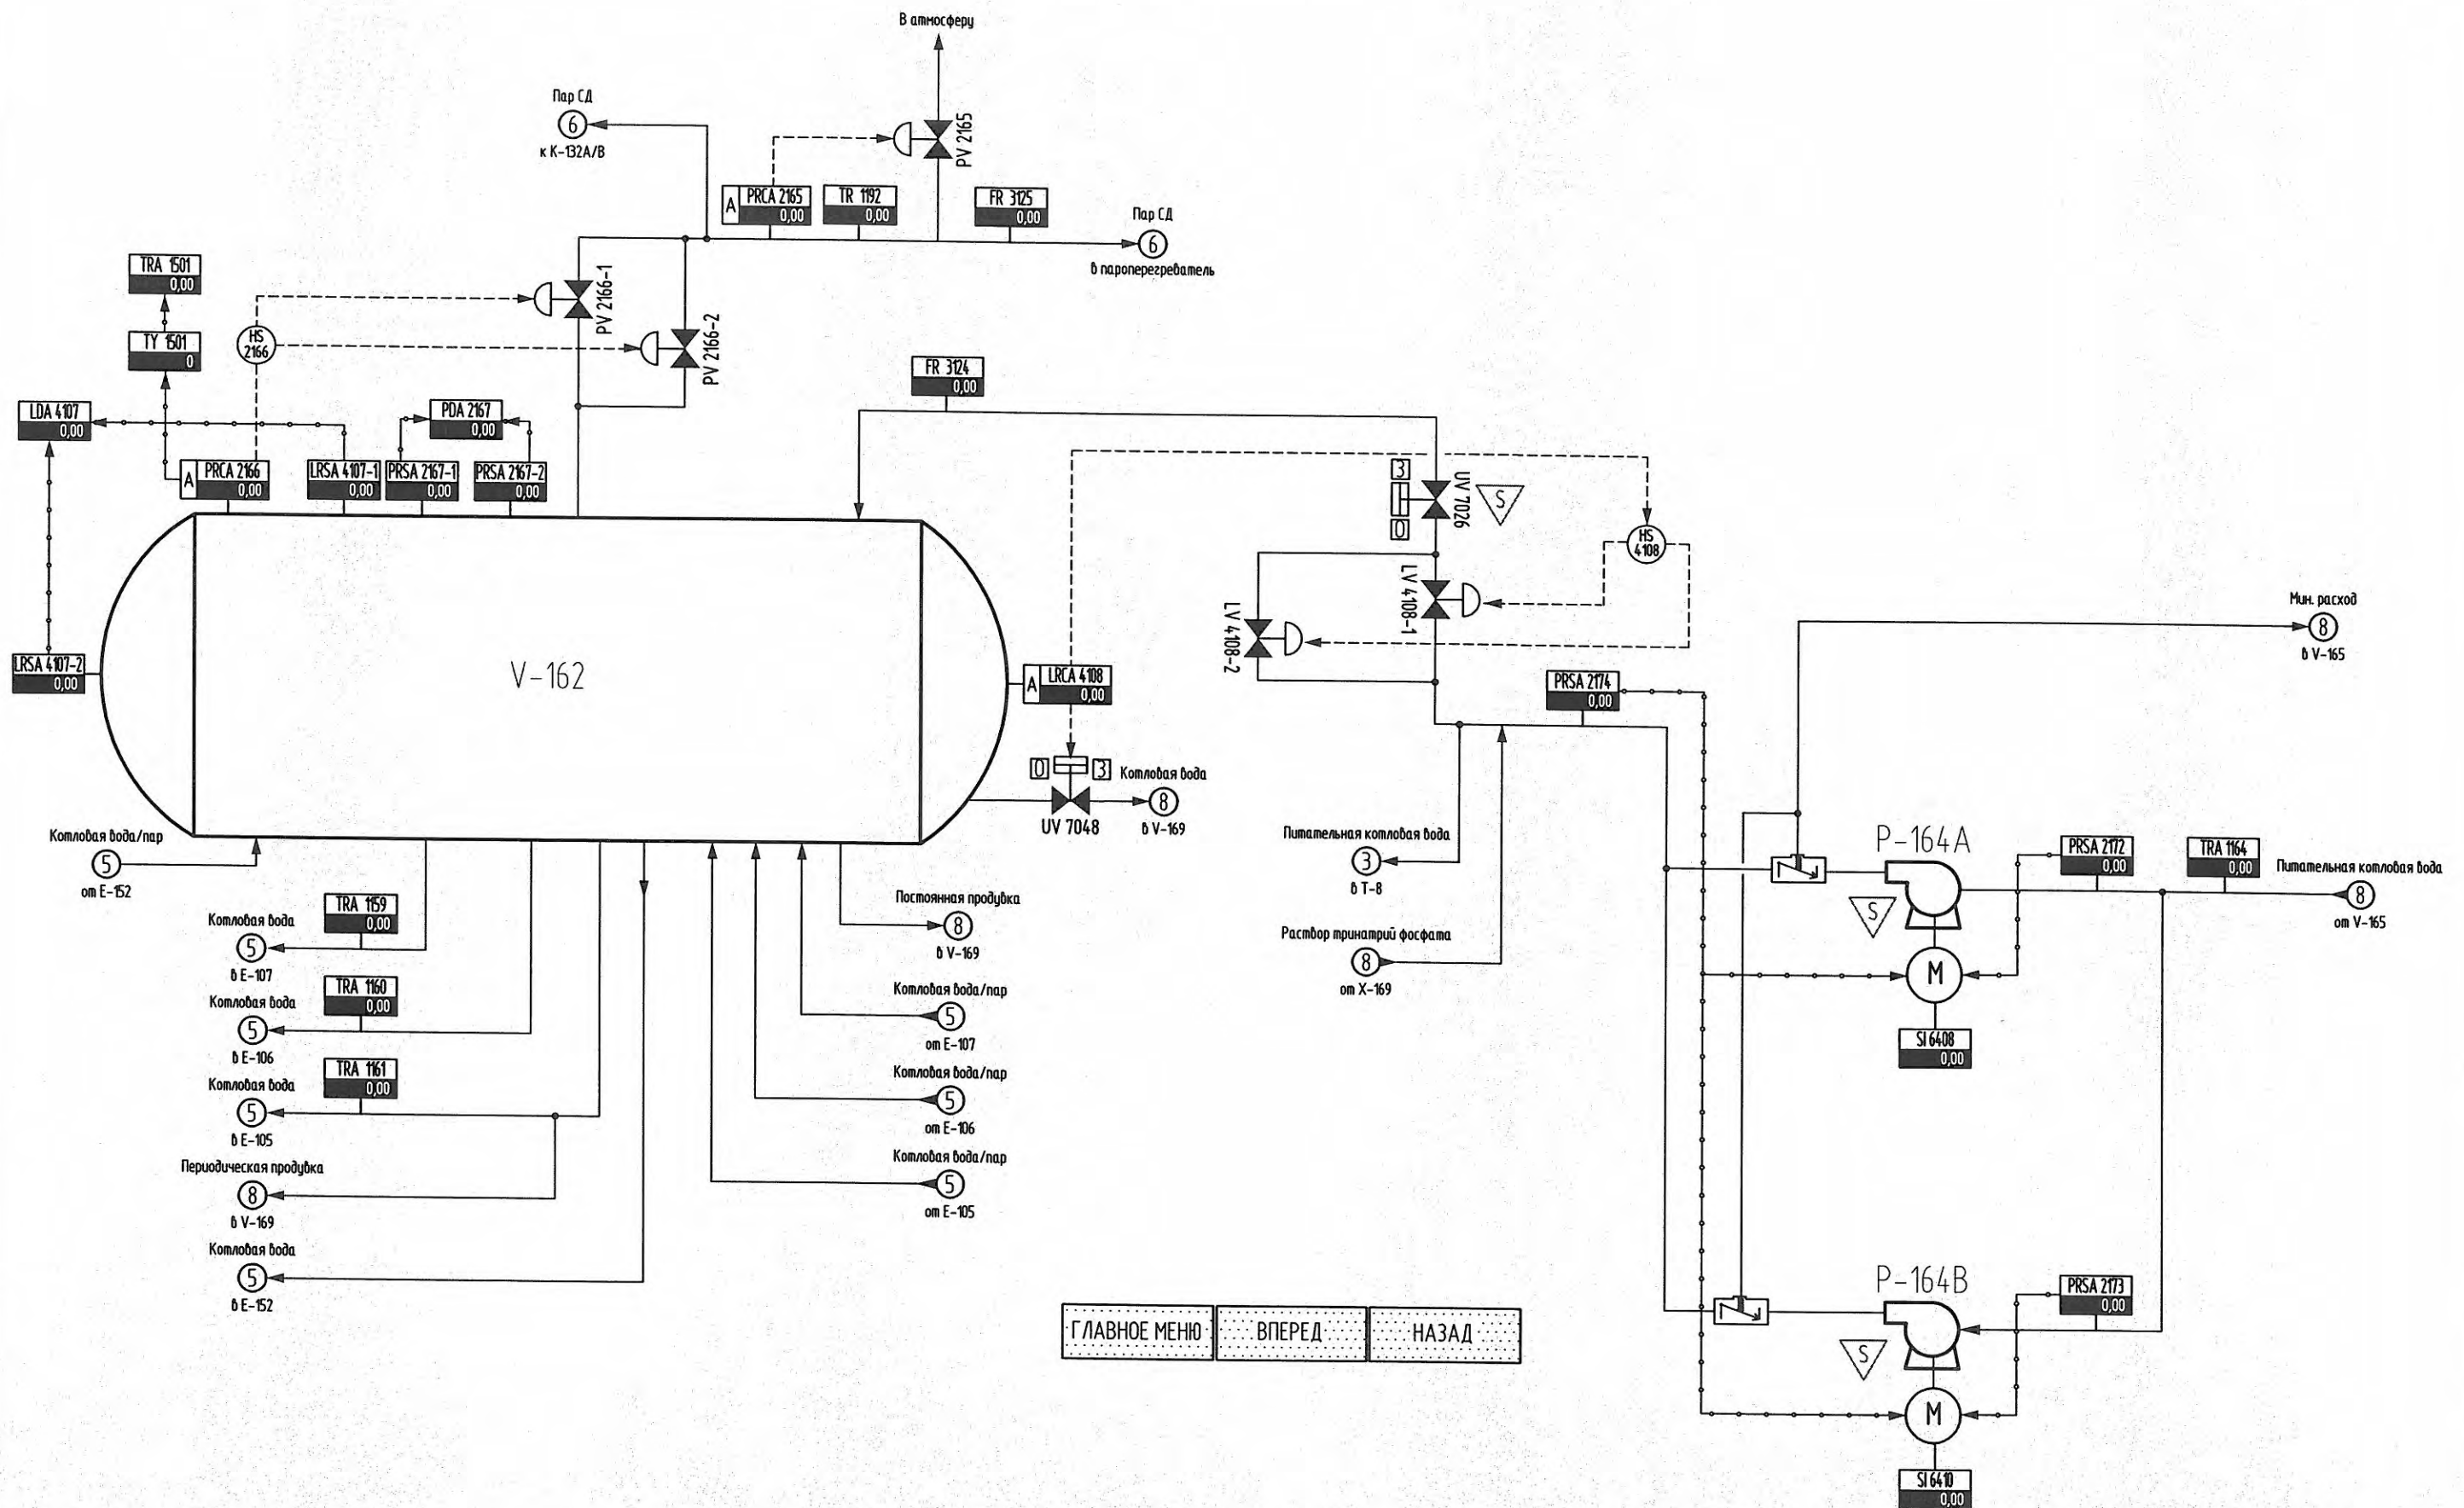 В атмосферу
Пар СД
6
к К-132А/В
PV 2165
A
PRCA 2165
0,00
TR 1192
0,00
FR 3125
0,00
Пар СД
6
в пароперегреватель
TRA 1501
0,00
TY 1501
0
HS
2166
PV 2166-1
PV 2166-2
FR 3124
0,00
LDA 4107
0,00
PDA 2167
0,00
A
PRCA 2166
0,00
LRSA 4107-1
0,00
PRSA 2167-1
0,00
PRSA 2167-2
0,00
З
О
UV 7026
S
HS
4108
LV 4108-1
LV 4108-2
Мин. расход
8
в V-165
LRSA 4107-2
0,00
V-162
A
LRCA 4108
0,00
PRSA 2174
0,00
О
З
UV 7048
Котловая вода
8
в V-169
Котловая вода/пар
5
от Е-152
Питательная котловая вода
3
в Т-8
P-164A
S
M
PRSA 2172
0,00
TRA 1164
0,00
Питательная котловая вода
8
от V-165
Котловая вода
5
в Е-107
TRA 1159
0,00
Постоянная продувка
8
в V-169
Раствор тринатрий фосфата
8
от Х-169
Котловая вода
5
в Е-106
TRA 1160
0,00
Котловая вода/пар
5
от Е-107
SI 6408
0,00
Котловая вода
5
в Е-105
TRA 1161
0,00
Котловая вода/пар
5
от Е-106
Периодическая продувка
8
в V-169
Котловая вода/пар
5
от Е-105
Котловая вода
5
в Е-152
P-164B
S
M
PRSA 2173
0,00
ГЛАВНОЕ МЕНЮ
ВПЕРЕД
НАЗАД
SI 6410
0,00